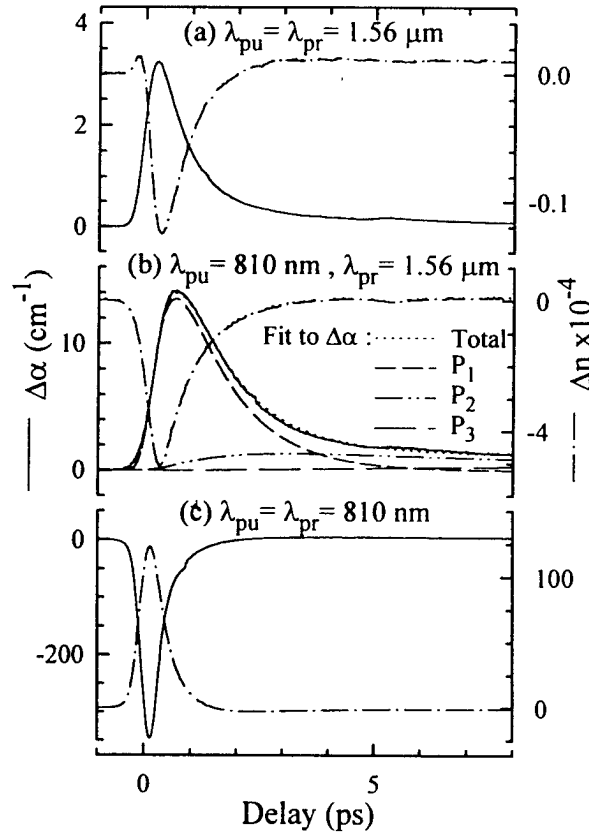 (a) λpu= λpr= 1.56 μm
4
2
0
0.0
-0.1
(b) λpu= 810 nm , λpr= 1.56 μm
10
0
0
-4
Fit to Δα :
Total
P1
P2
P3
(c) λpu= λpr= 810 nm
0
-200
100
0
Δα (cm-1)
Δn x10-4
0
5
Delay (ps)